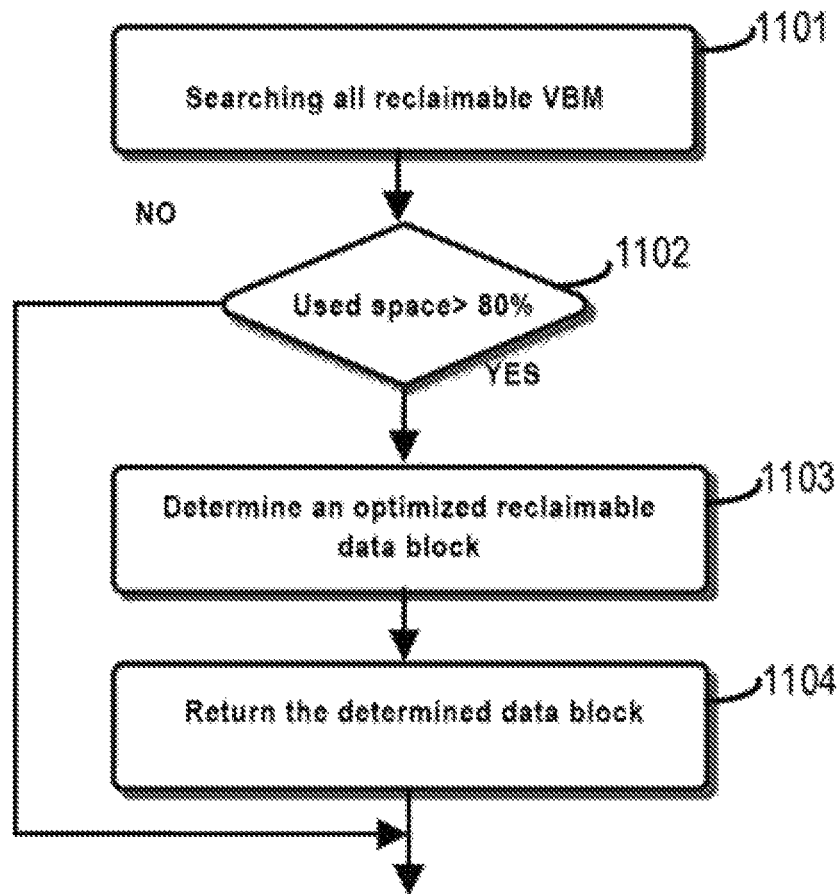 1101
Searching all reclaimable VBM
NO
1102
Used space> 80%
YES
1103
Determine an optimized reclaimable
data block
1104
Return the determined data block